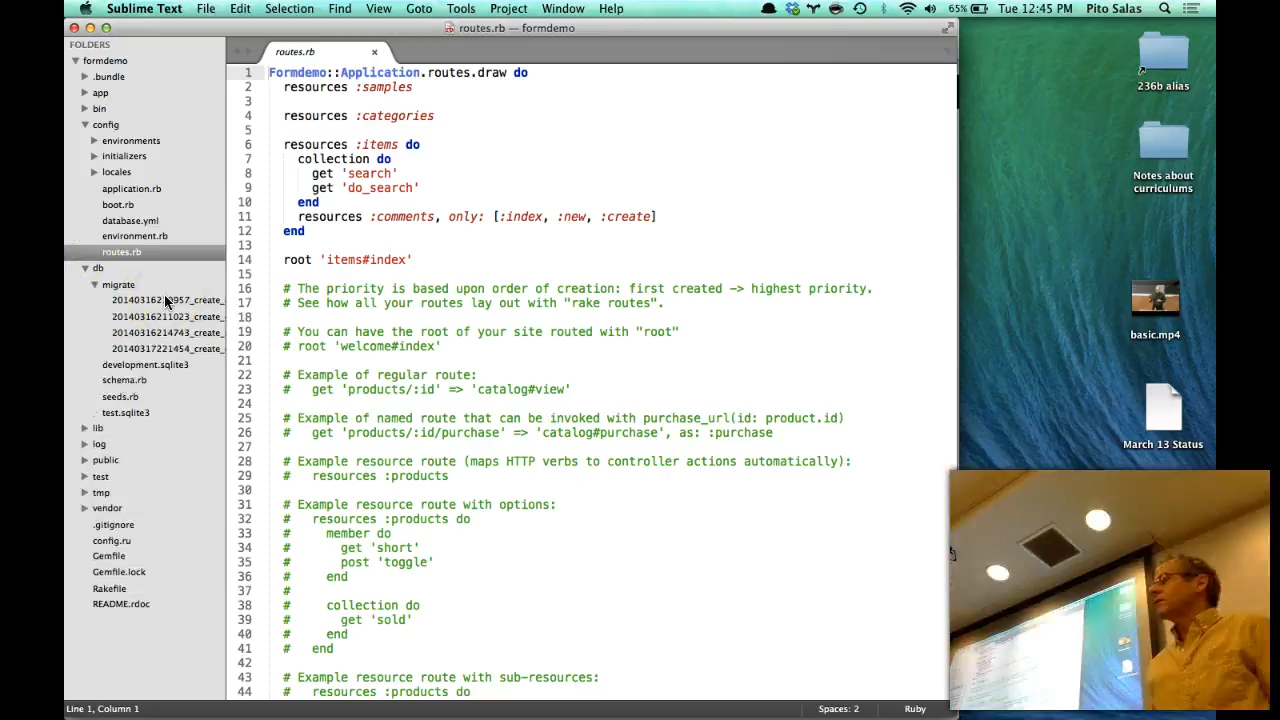 Sublime Text File Edit Selection Find View Goto Tools Project Window Help 65% Tue 12:45 PM Pito Salas
routes.rb — formdemo
FOLDERS
formdemo
.bundle
app
bin
config
environments
initializers
locales
application.rb
boot.rb
database.yml
environment.rb
routes.rb
db
migrate
20140316210957_create_
20140316211023_create_
20140316214743_create_
20140317221454_create_
development.sqlite3
schema.rb
seeds.rb
test.sqlite3
lib
log
public
test
tmp
vendor
.gitignore
config.ru
Gemfile
Gemfile.lock
Rakefile
README.rdoc
routes.rb
1 Formdemo::Application.routes.draw do
2 resources :samples
3
4 resources :categories
5
6 resources :items do
7 collection do
8 get 'search'
9 get 'do_search'
10 end
11 resources :comments, only: [:index, :new, :create]
12 end
13
14 root 'items#index'
15
16 # The priority is based upon order of creation: first created -> highest priority.
17 # See how all your routes lay out with "rake routes".
18
19 # You can have the root of your site routed with "root"
20 # root 'welcome#index'
21
22 # Example of regular route:
23 # get 'products/:id' => 'catalog#view'
24
25 # Example of named route that can be invoked with purchase_url(id: product.id)
26 # get 'products/:id/purchase' => 'catalog#purchase', as: :purchase
27
28 # Example resource route (maps HTTP verbs to controller actions automatically):
29 # resources :products
30
31 # Example resource route with options:
32 # resources :products do
33 # member do
34 # get 'short'
35 # post 'toggle'
36 # end
37 #
38 # collection do
39 # get 'sold'
40 # end
41 # end
42
43 # Example resource route with sub-resources:
44 # resources :products do
Line 1, Column 1 Spaces: 2 Ruby
236b alias
Notes about
curriculums
basic.mp4
March 13 Status